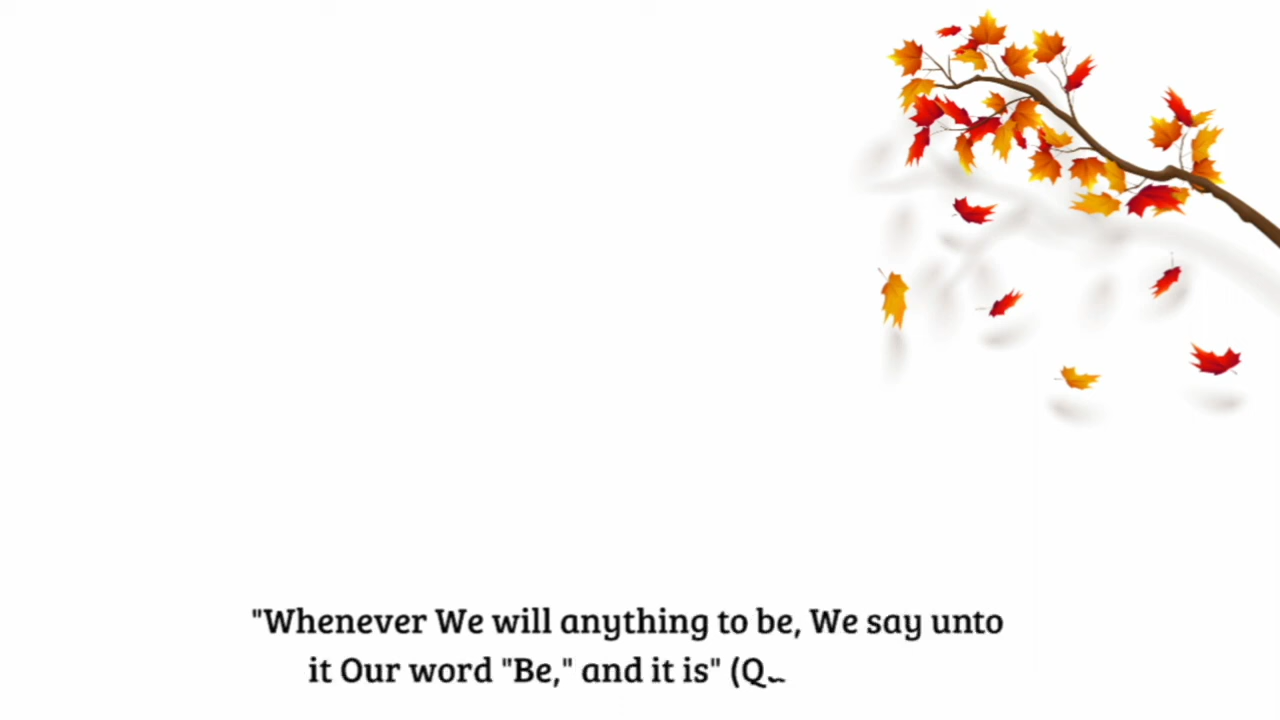 "Whenever We will anything to be, We say unto
it Our word "Be," and it is" (Q